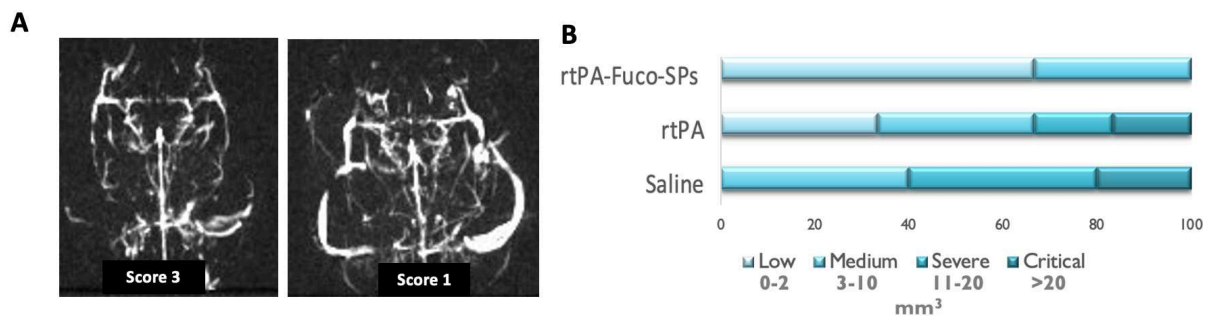 A
B
Score 3
Score 1
rtPA-Fuco-SPs
rtPA
Saline
0 20 40 60 80 100
Low Medium Severe Critical
0-2 3-10 11-20 >20
mm³